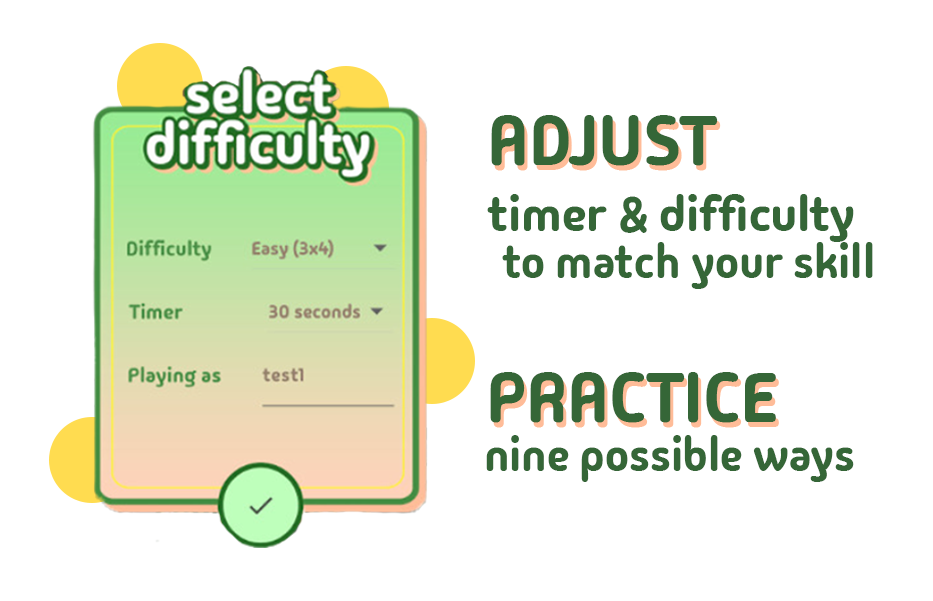 select
difficulty
Difficulty Easy (3x4)
Timer 30 seconds
Playing as test1
ADJUST
timer & difficulty
to match your skill
PRACTICE
nine possible ways